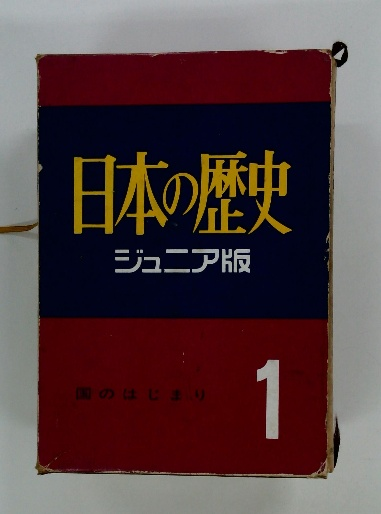 日本の歴史
ジュニア版
国のはじまり
1